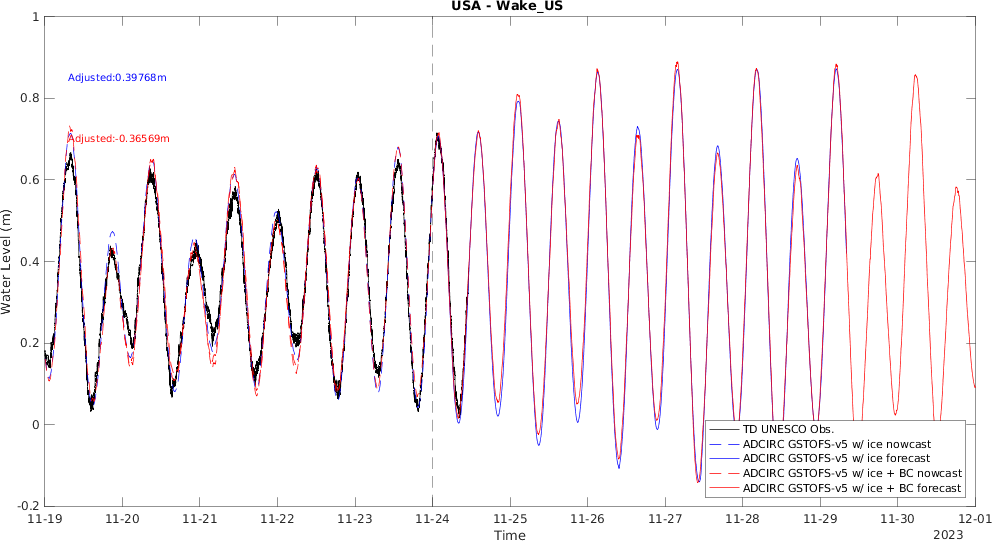 USA - Wake_US
1
0.8
0.6
0.4
0.2
0
-0.2
Water Level (m)
Adjusted:0.39768m
Adjusted:-0.36569m
TD UNESCO Obs.
ADCIRC GSTOFS-v5 w/ ice nowcast
ADCIRC GSTOFS-v5 w/ ice forecast
ADCIRC GSTOFS-v5 w/ ice + BC nowcast
ADCIRC GSTOFS-v5 w/ ice + BC forecast
11-19 11-20 11-21 11-22 11-23 11-24 11-25 11-26 11-27 11-28 11-29 11-30 12-01
Time
2023